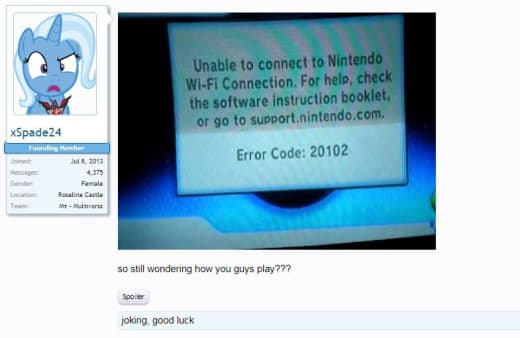 xSpade24
Founding Member
Joined: Jul 8, 2013
Messages: 4,375
Gender: Female
Location: Rosalina Castle
Team: Mt - Multiverse
Unable to connect to Nintendo
Wi-Fi Connection. For help, check
the software instruction booklet,
or go to support.nintendo.com.
Error Code: 20102
so still wondering how you guys play???
Spoiler
joking, good luck